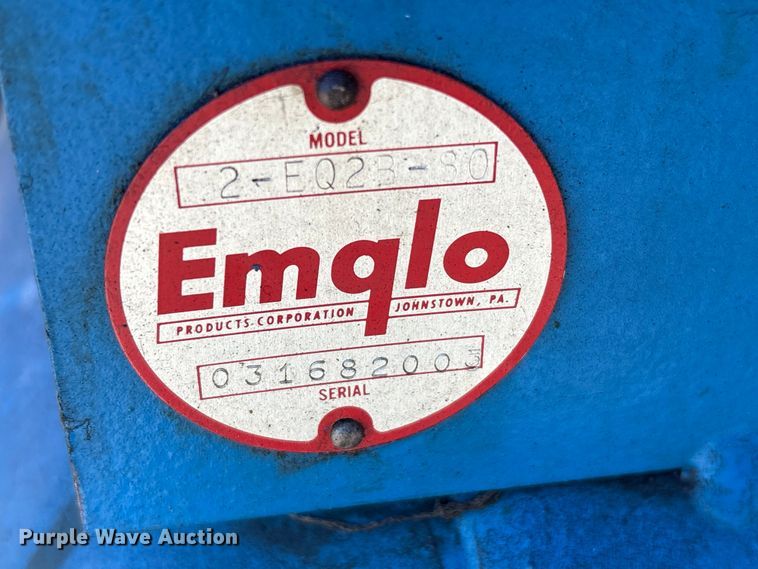 MODEL
2-EQ2B-80
Emglo
PRODUCTS CORPORATION JOHNSTOWN, PA.
031682003
SERIAL
Purple Wave Auction